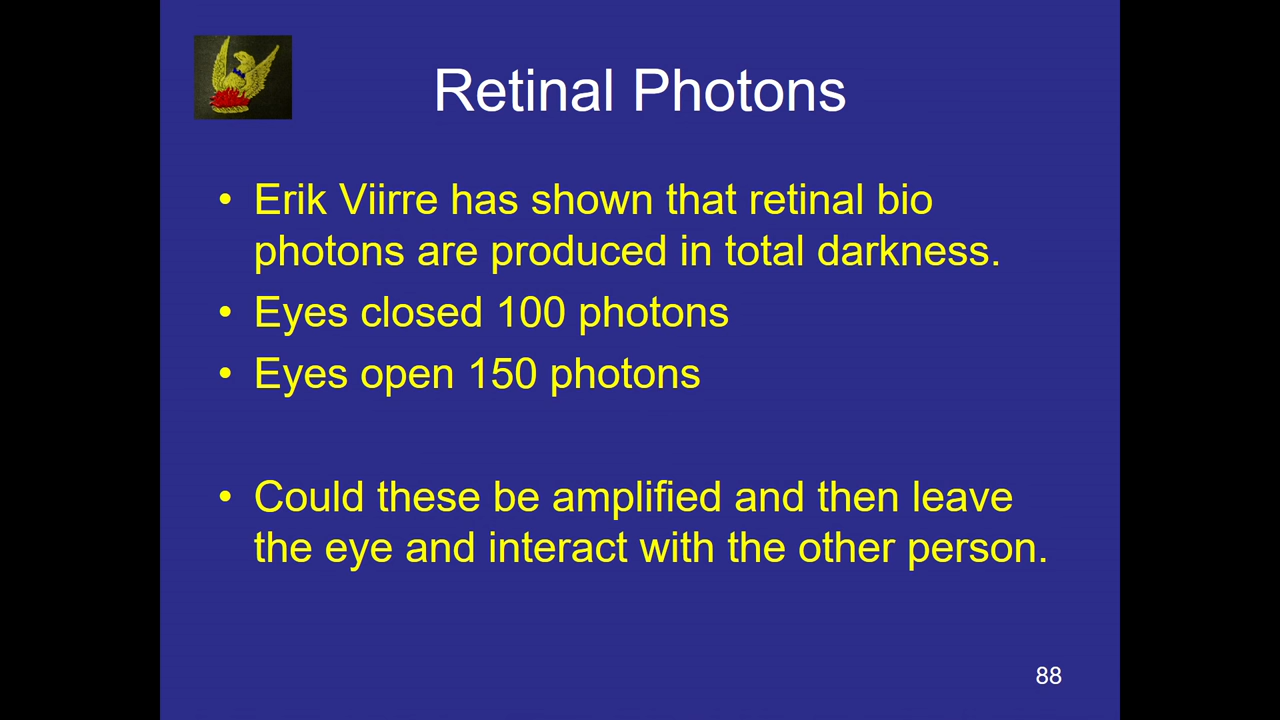 Retinal Photons
• Erik Viirre has shown that retinal bio
photons are produced in total darkness.
• Eyes closed 100 photons
• Eyes open 150 photons
• Could these be amplified and then leave
the eye and interact with the other person.
88